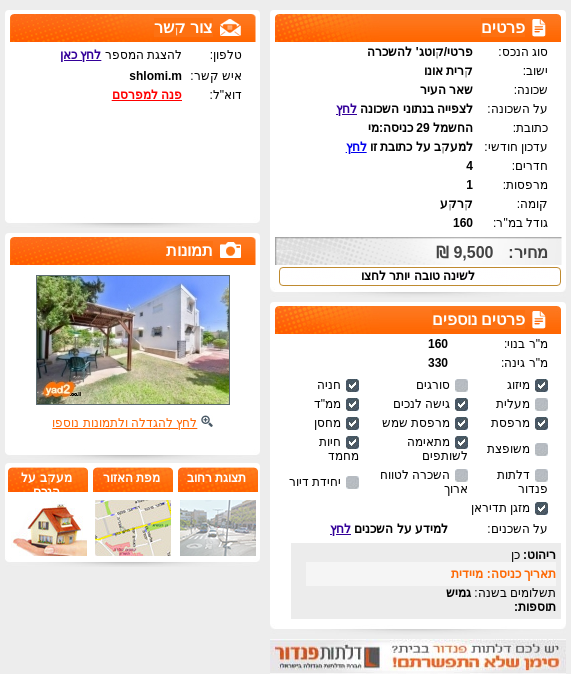 פרטים
סוג הנכס: פרטי/קוטג' להשכרה
ישוב: קרית אונו
שכונה: שאר העיר
על השכונה: לצפייה בנתוני השכונה לחץ
כתובת: החשמל 29 כניסה:מי
עדכון חודשי: למעקב על כתובת זו לחץ
חדרים: 4
מרפסות: 1
קומה: קרקע
גודל במ"ר: 160
מחיר: 9,500 ₪
לשינה טובה יותר לחצו
פרטים נוספים
מ"ר בנוי: 160
מ"ר גינה: 330
מיזוג סורגים חניה
מעלית גישה לנכים ממ"ד
מרפסת מרפסת שמש מחסן
משופצת מתאימה לשותפים חיות מחמד
דלתות פנדור השכרה לטווח ארוך יחידת דיור
מזגן תדיראן
על השכנים: למידע על השכנים לחץ
ריהוט: כן
תאריך כניסה: מיידית
תשלומים בשנה: גמיש
תוספות:
יש לכם דלתות פנדור בבית?
סימן שלא התפשרתם!
דלתות פנדור
חברת הדלתות הגדולה בישראל
צור קשר
טלפון: להצגת המספר לחץ כאן
איש קשר: shlomi.m
דוא"ל: פנה למפרסם
תמונות
yad2
לחץ להגדלה ולתמונות נוספו
תצוגת רחוב
מפת האזור
מעקב על
הנכס